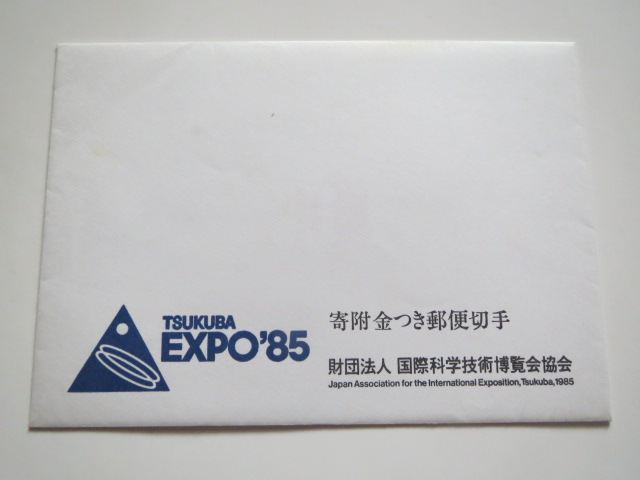 TSUKUBA
EXPO'85
寄附金つき郵便切手
財団法人 国際科学技術博覧会協会
Japan Association for the International Exposition, Tsukuba, 1985